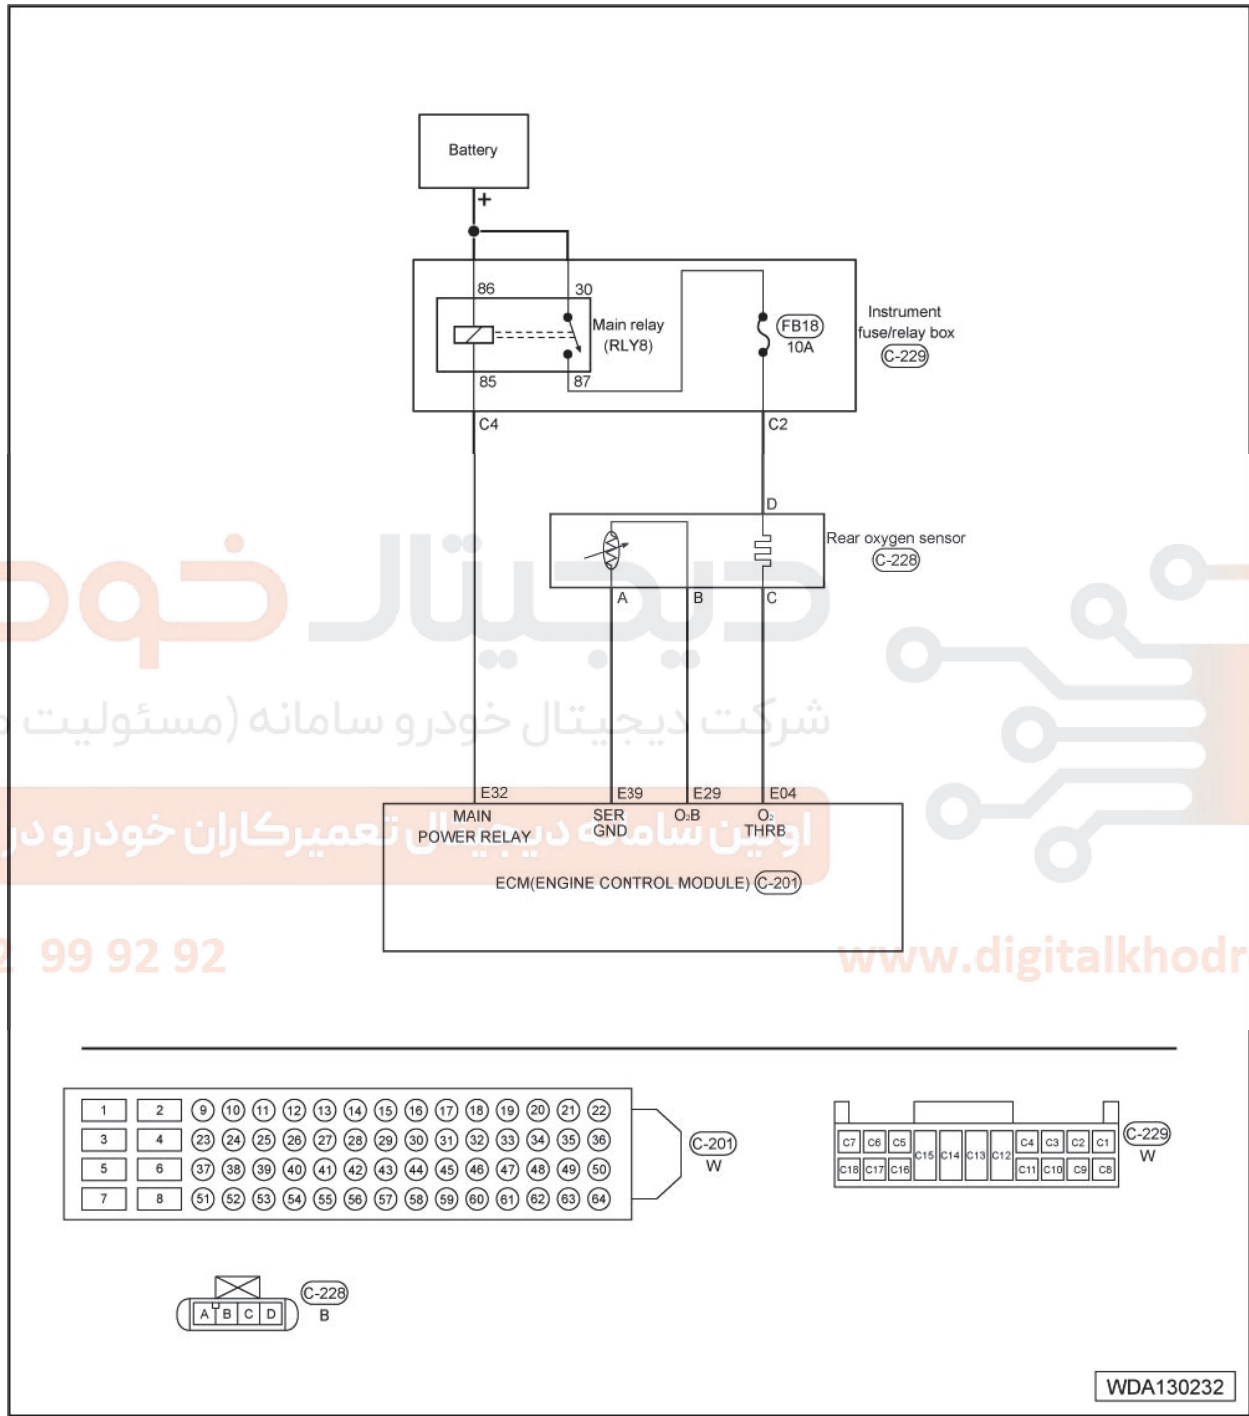 Battery
+
86
30
Main relay
(RLY8)
FB18
10A
Instrument
fuse/relay box
C-229
85
87
C4
C2
D
Rear oxygen sensor
C-228
A
B
C
دیجیتال خود
شرکت دیجیتال خودرو سامانه (مسئولیت
E32
E39
E29
E04
MAIN
POWER RELAY
SER
GND
O₂B
O₂
THRB
اولین سامانه دیجیتال تعمیرکاران خودرو در
ECM(ENGINE CONTROL MODULE) C-201
2 99 92 92
www.digitalkhodr
1 2 9 10 11 12 13 14 15 16 17 18 19 20 21 22
3 4 23 24 25 26 27 28 29 30 31 32 33 34 35 36
5 6 37 38 39 40 41 42 43 44 45 46 47 48 49 50
7 8 51 52 53 54 55 56 57 58 59 60 61 62 63 64
C-201
W
C7 C6 C5 C15 C14 C13 C12 C4 C3 C2 C1
C18 C17 C16 C11 C10 C9 C8
C-229
W
A B C D
C-228
B
WDA130232